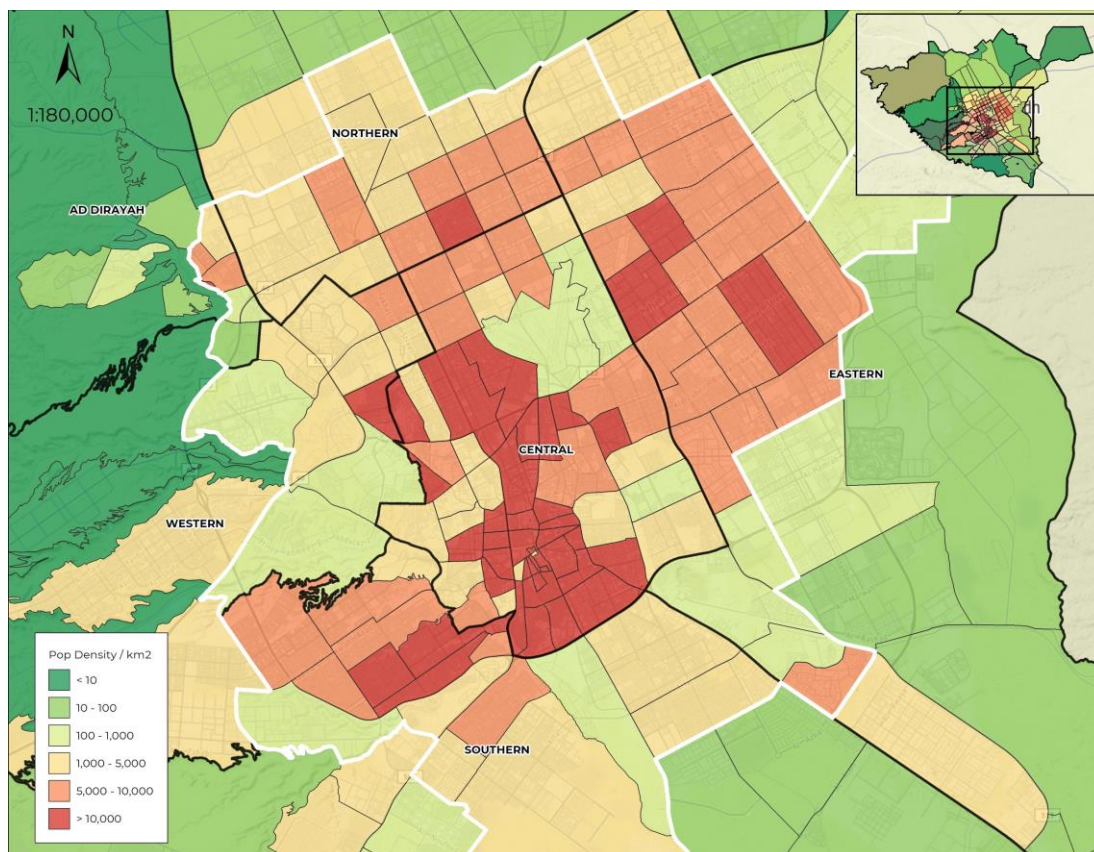 N
1:180,000
NORTHERN
AD DIRAYAH
EASTERN
CENTRAL
WESTERN
SOUTHERN
Pop Density / km2
< 10
10 - 100
100 - 1,000
1,000 - 5,000
5,000 - 10,000
> 10,000